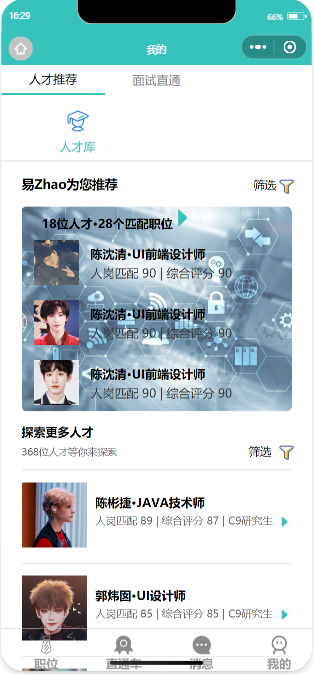 16:29
66%
我的
人才推荐
面试直通
人才库
易Zhao为您推荐
筛选
18位人才•28个匹配职位
陈沈清•UI前端设计师
人岗匹配 90 | 综合评分 90
陈沈清•UI前端设计师
人岗匹配 90 | 综合评分 90
陈沈清•UI前端设计师
人岗匹配 90 | 综合评分 90
探索更多人才
368位人才等你来探索
筛选
陈彬捷•JAVA技术师
人岗匹配 89 | 综合评分 87 | C9研究生
郭炜囡•UI设计师
人岗匹配 85 | 综合评分 85 | C9研究生
职位
直通车
消息
我的